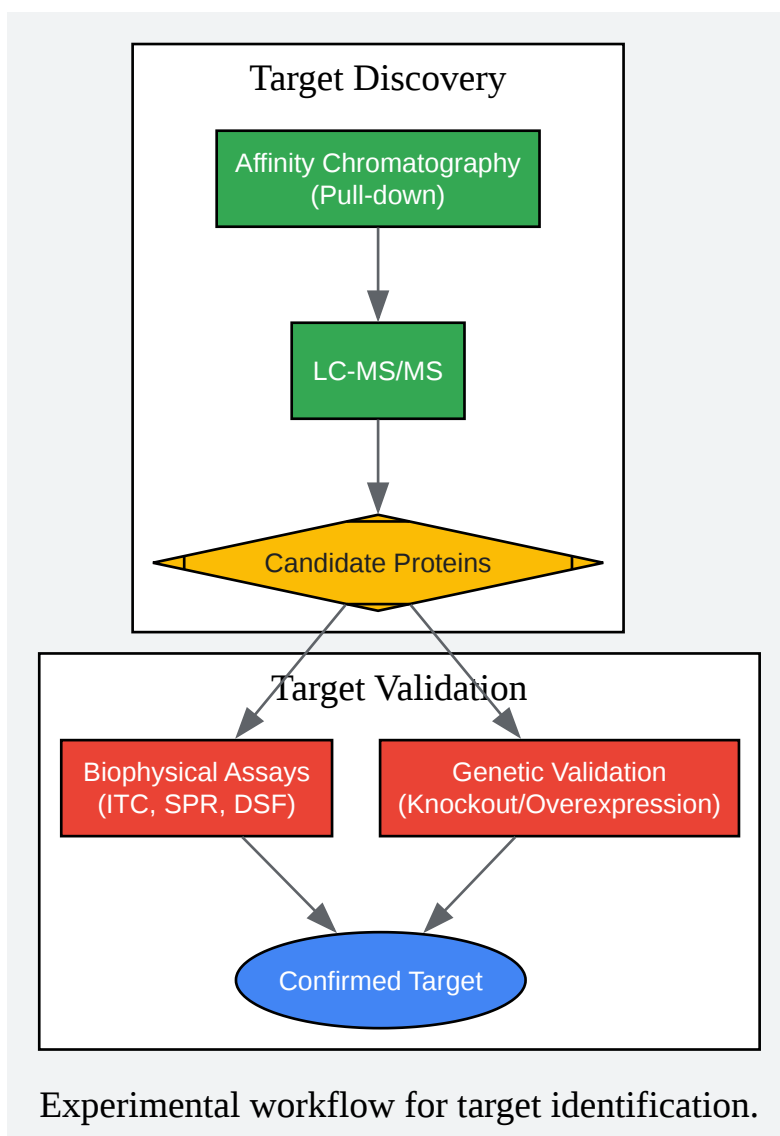 Target Discovery
Affinity Chromatography
(Pull-down)
LC-MS/MS
Candidate Proteins
Target Validation
Biophysical Assays
(ITC, SPR, DSF)
Genetic Validation
(Knockout/Overexpression)
Confirmed Target
Experimental workflow for target identification.